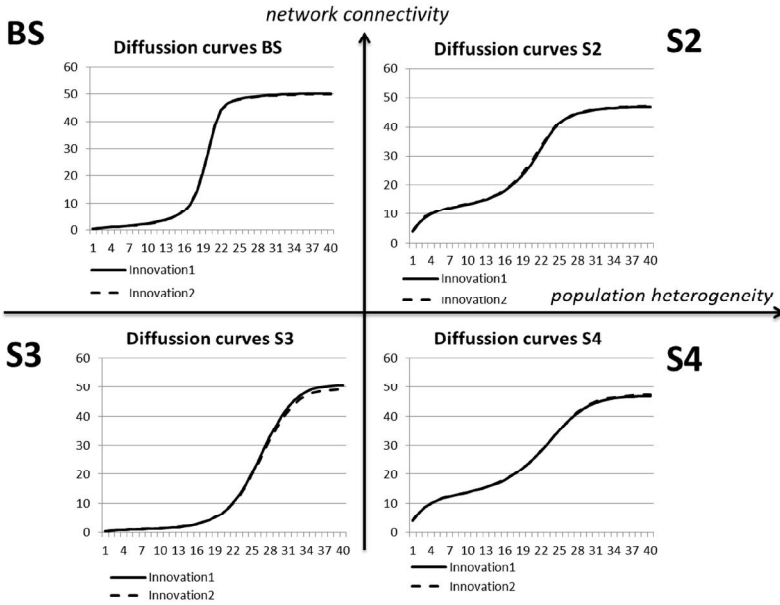 network connectivity
BS
Diffussion curves BS
60
50
40
30
20
10
0
1 4 7 10 13 16 19 22 25 28 31 34 37 40
Innovation1
Innovation2
S2
Diffusion curves S2
60
50
40
30
20
10
0
1 4 7 10 13 16 19 22 25 28 31 34 37 40
Innovation1
Innovation2
population heterogeneity
S3
Diffusion curves S3
60
50
40
30
20
10
0
1 4 7 10 13 16 19 22 25 28 31 34 37 40
Innovation1
Innovation2
S4
Diffussion curves S4
60
50
40
30
20
10
0
1 4 7 10 13 16 19 22 25 28 31 34 37 40
Innovation1
Innovation2